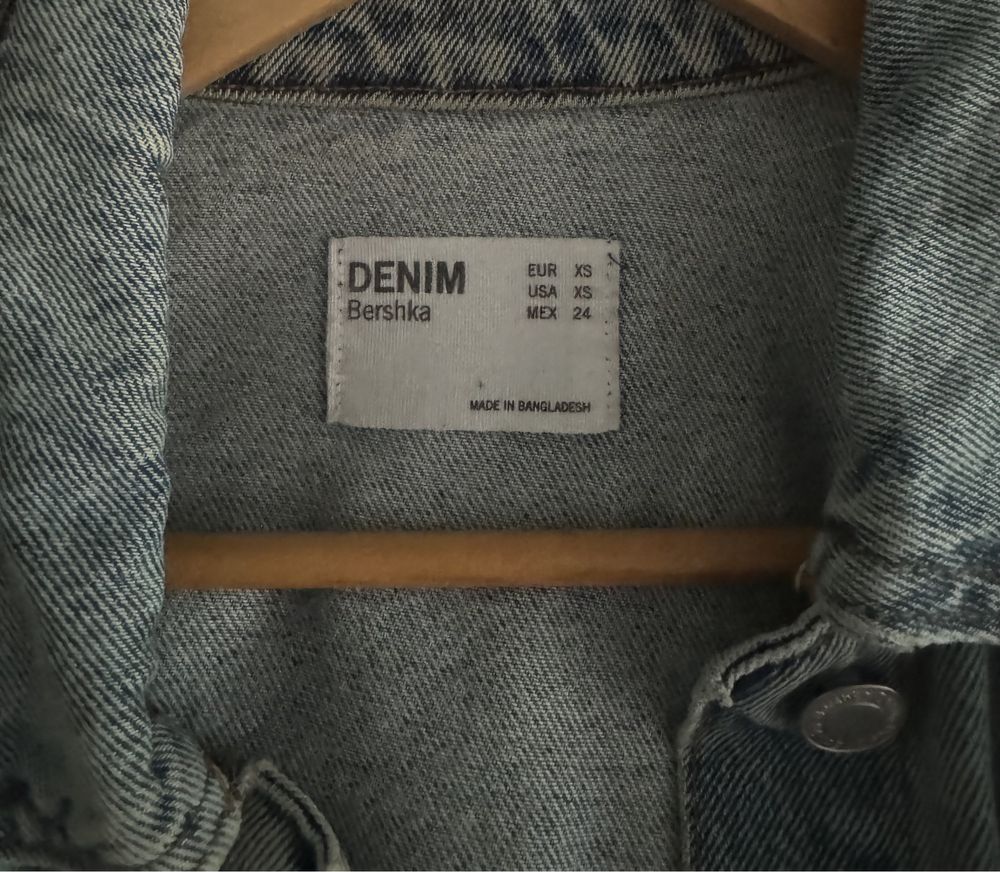 DENIM
Bershka
EUR XS
USA XS
MEX 24
MADE IN BANGLADESH